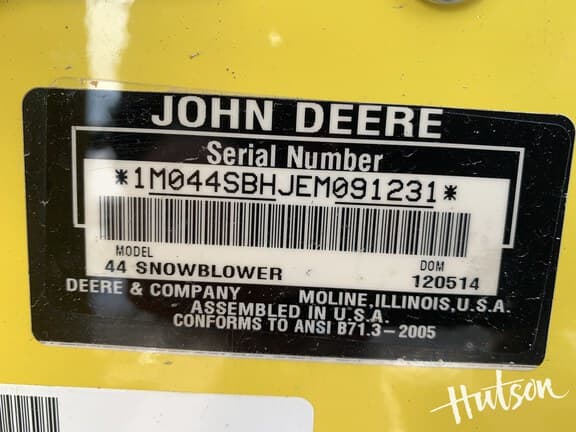 JOHN DEERE
Serial Number
*1M044SBHJEM091231*
MODEL
DOM
44 SNOWBLOWER
120514
DEERE & COMPANY MOLINE,ILLINOIS,U.S.A.
ASSEMBLED IN U.S.A.
CONFORMS TO ANSI B71.3-2005
Hutson